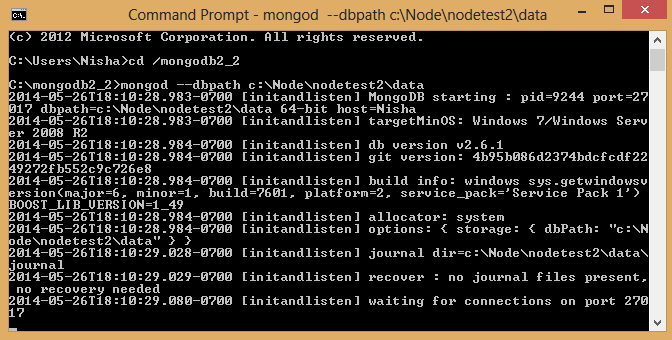 Command Prompt - mongod  --dbpath c:\Node\nodetest2\data
(c) 2012 Microsoft Corporation. All rights reserved.
C:\Users\Nisha>cd /mongodb2_2
C:\mongodb2_2>mongod --dbpath c:\Node\nodetest2\data
2014-05-26T18:10:28.983-0700 [initandlisten] MongoDB starting : pid=9244 port=27
017 dbpath=c:\Node\nodetest2\data 64-bit host=Nisha
2014-05-26T18:10:28.983-0700 [initandlisten] targetMinOS: Windows 7/Windows Serv
er 2008 R2
2014-05-26T18:10:28.984-0700 [initandlisten] db version v2.6.1
2014-05-26T18:10:28.984-0700 [initandlisten] git version: 4b95b086d2374bdcfcdf22
49272fb552c9c726e8
2014-05-26T18:10:28.984-0700 [initandlisten] build info: windows sys.getwindowsv
ersion(major=6, minor=1, build=7601, platform=2, service_pack='Service Pack 1')
BOOST_LIB_VERSION=1_49
2014-05-26T18:10:28.984-0700 [initandlisten] allocator: system
2014-05-26T18:10:28.984-0700 [initandlisten] options: { storage: { dbPath: "c:\N
ode\nodetest2\data" } }
2014-05-26T18:10:29.028-0700 [initandlisten] journal dir=c:\Node\nodetest2\data\
journal
2014-05-26T18:10:29.029-0700 [initandlisten] recover : no journal files present,
 no recovery needed
2014-05-26T18:10:29.080-0700 [initandlisten] waiting for connections on port 270
17